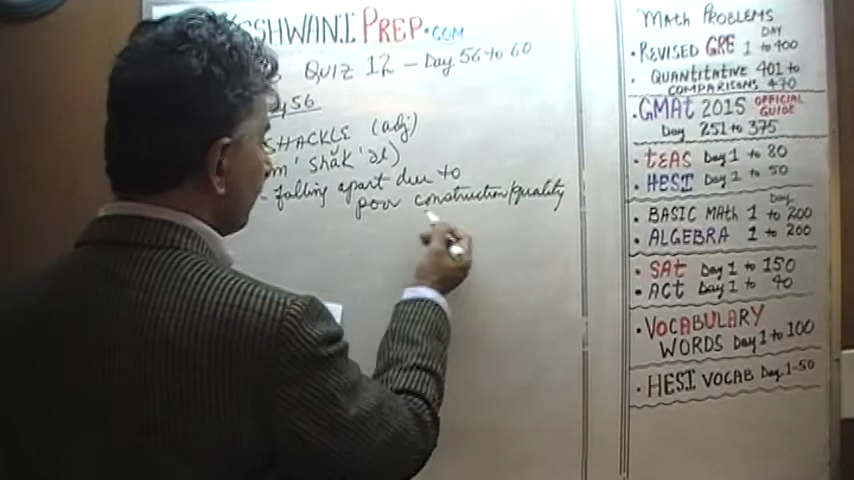 SHWANI PREP.COM
QUIZ 12 - Day 56 to 60
56
SHACKLE (adj)
m' shăk 'əl)
- falling apart due to
poor construction/quality
MATH PROBLEMS
DAY
• REVISED GRE 1 to 400
• QUANTITATIVE 401 to
COMPARISONS 470
• GMAT 2015 OFFICIAL GUIDE
Day 251 to 375
• TEAS Day 1 to 80
• HESI Day 1 to 50
Day
• BASIC MATH 1 to 200
• ALGEBRA 1 to 200
• SAT Day 1 to 150
• ACT Day 1 to 40
• VOCABULARY
WORDS Day 1 to 100
• HESI VOCAB Day 1-50